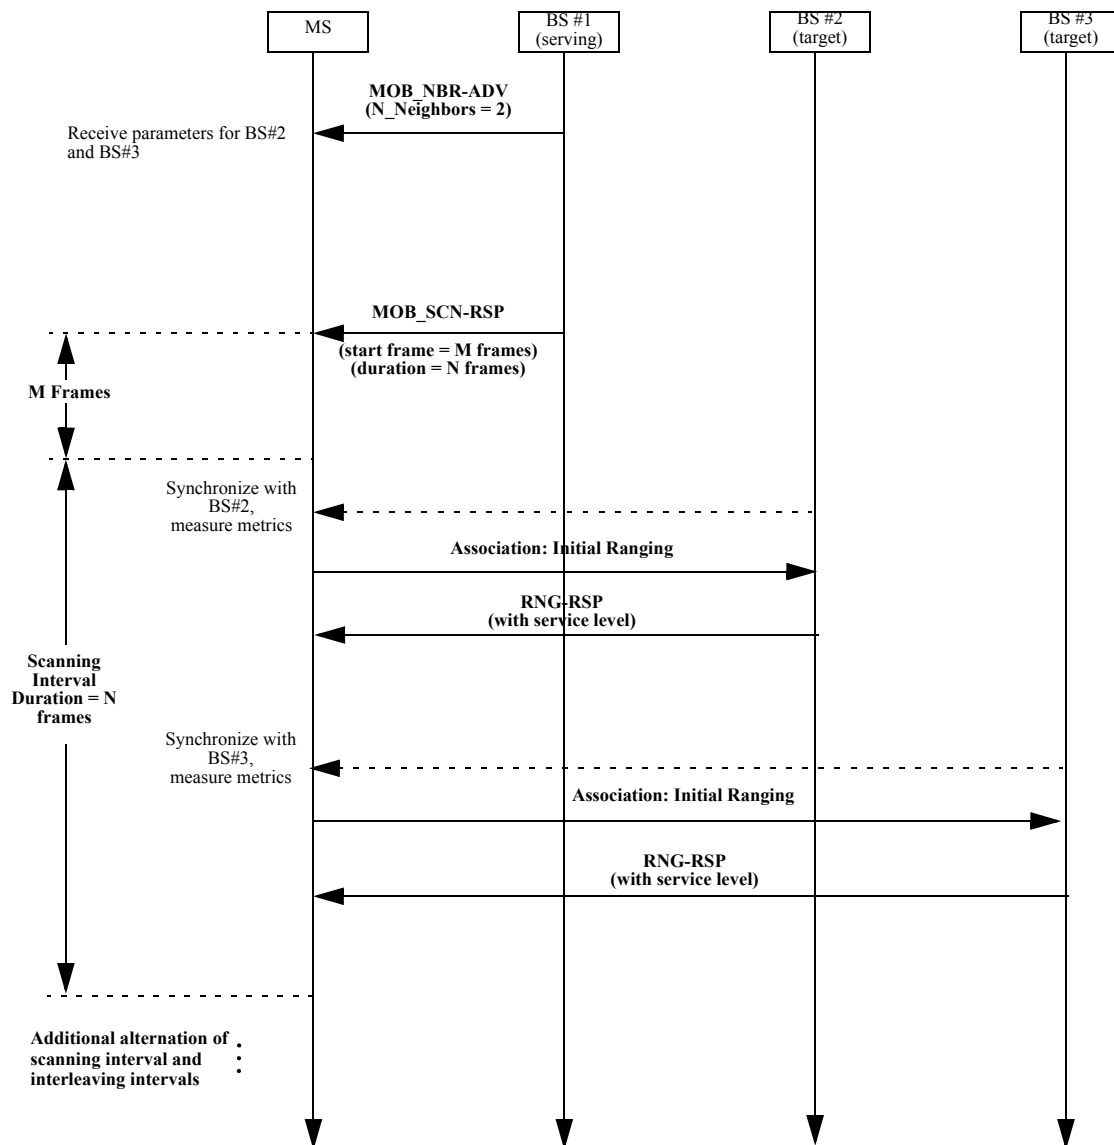 MS
BS #1
(serving)
BS #2
(target)
BS #3
(target)
MOB_NBR-ADV
(N_Neighbors = 2)
Receive parameters for BS#2
and BS#3
MOB_SCN-RSP
(start frame = M frames)
(duration = N frames)
M Frames
Synchronize with
BS#2,
measure metrics
Association: Initial Ranging
RNG-RSP
(with service level)
Scanning
Interval
Duration = N
frames
Synchronize with
BS#3,
measure metrics
Association: Initial Ranging
RNG-RSP
(with service level)
Additional alternation of
scanning interval and
interleaving intervals